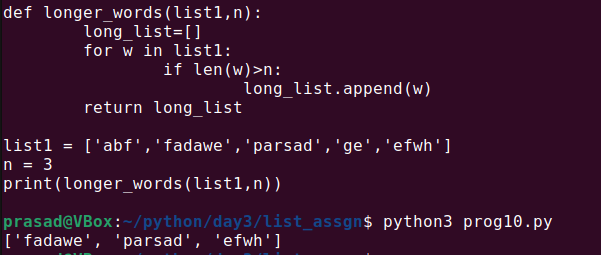 def longer_words(list1,n):
        long_list=[]
        for w in list1:
                if len(w)>n:
                        long_list.append(w)
        return long_list

list1 = ['abf','fadawe','parsad','ge','efwh']
n = 3
print(longer_words(list1,n))

prasad@VBox:~/python/day3/list_assgn$ python3 prog10.py
['fadawe', 'parsad', 'efwh']